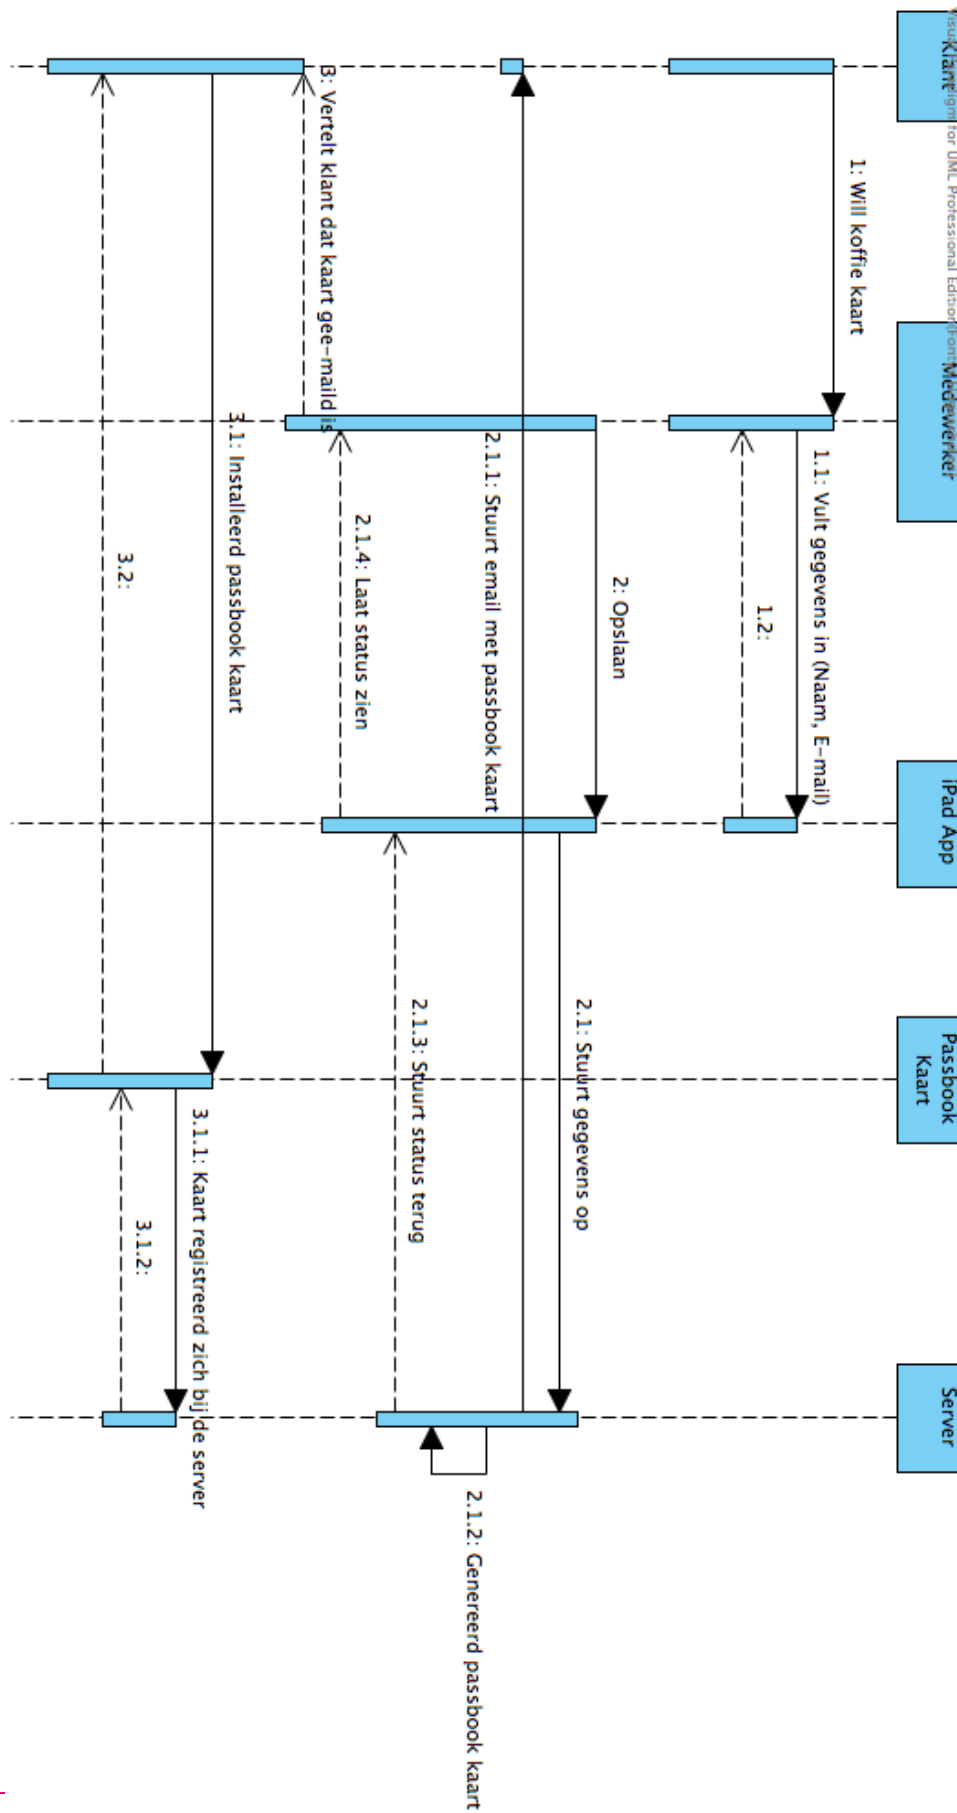 Klant
Medewerker
iPad App
Passbook
Kaart
Server
1: Will koffie kaart
1.1: Vult gegevens in (Naam, E-mail)
1.2:
2: Opslaan
2.1: Stuurt gegevens op
2.1.1: Stuurt email met passbook kaart
2.1.2: Genereerd passbook kaart
2.1.3: Stuurt status terug
2.1.4: Laat status zien
3: Vertelt klant dat kaart gee-maild is
3.1: Installeerd passbook kaart
3.1.1: Kaart registreerd zich bij de server
3.1.2:
3.2:
for UML Professional Edition